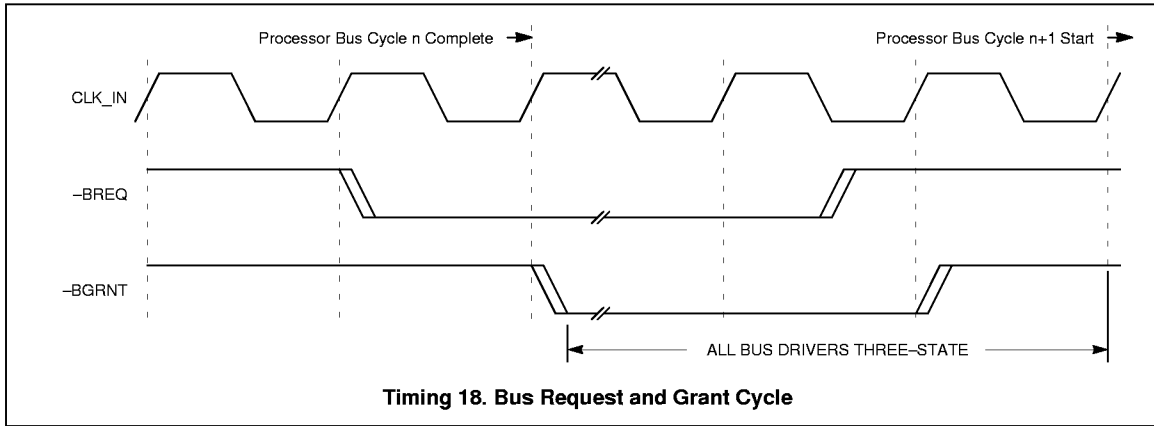 Processor Bus Cycle n Complete
Processor Bus Cycle n+1 Start
CLK_IN
–BREQ
–BGRNT
ALL BUS DRIVERS THREE–STATE
Timing 18. Bus Request and Grant Cycle